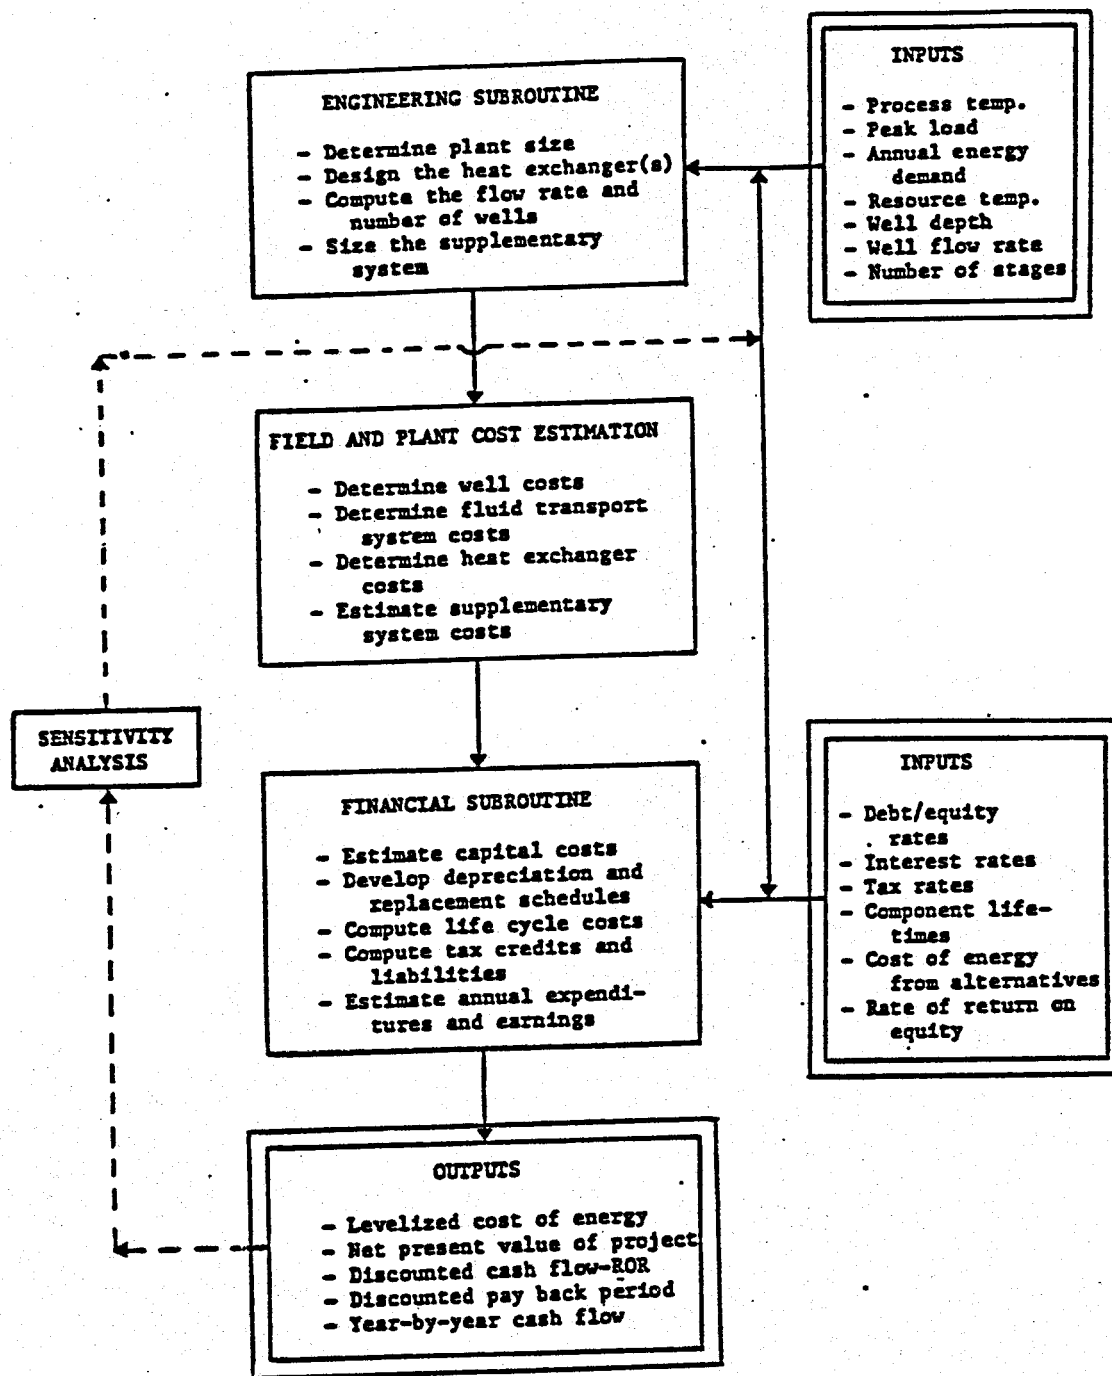 INPUTS
- Process temp.
- Peak load
- Annual energy
demand
- Resource temp.
- Well depth
- Well flow rate
- Number of stages
ENGINEERING SUBROUTINE
- Determine plant size
- Design the heat exchanger(s)
- Compute the flow rate and
number of wells
- Size the supplementary
system
FIELD AND PLANT COST ESTIMATION
- Determine well costs
- Determine fluid transport
system costs
- Determine heat exchanger
costs
- Estimate supplementary
system costs
SENSITIVITY
ANALYSIS
FINANCIAL SUBROUTINE
- Estimate capital costs
- Develop depreciation and
replacement schedules
- Compute life cycle costs
- Compute tax credits and
liabilities
- Estimate annual expendi-
tures and earnings
INPUTS
- Debt/equity
rates
- Interest rates
- Tax rates
- Component life-
times
- Cost of energy
from alternatives
- Rate of return on
equity
OUTPUTS
- Levelized cost of energy
- Net present value of project
- Discounted cash flow-ROR
- Discounted pay back period
- Year-by-year cash flow